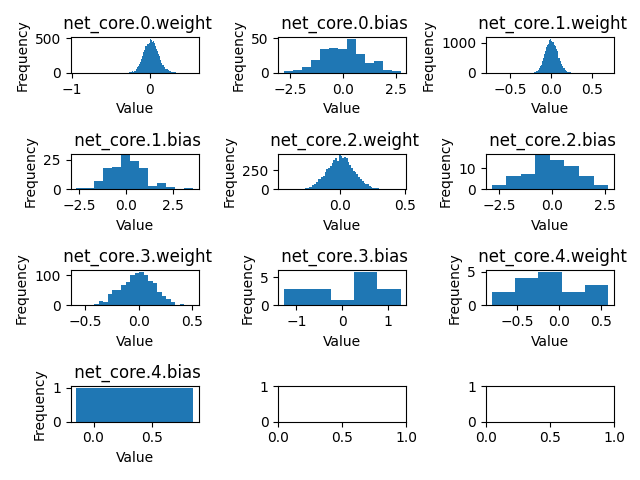 net_core.0.weight
Frequency
500
0
−1
0
Value
net_core.0.bias
Frequency
50
0
−2.5
0.0
2.5
Value
net_core.1.weight
Frequency
1000
0
−0.5
0.0
0.5
Value
net_core.1.bias
Frequency
25
0
−2.5
0.0
2.5
Value
net_core.2.weight
Frequency
250
0
0.0
0.5
Value
net_core.2.bias
Frequency
10
0
−2.5
0.0
2.5
Value
net_core.3.weight
Frequency
100
0
−0.5
0.0
0.5
Value
net_core.3.bias
Frequency
5
0
−1
0
1
Value
net_core.4.weight
Frequency
5
0
−0.5
0.0
0.5
Value
net_core.4.bias
Frequency
1
0
0.0
0.5
Value
1
0
0.0
0.5
1.0
1
0
0.0
0.5
1.0